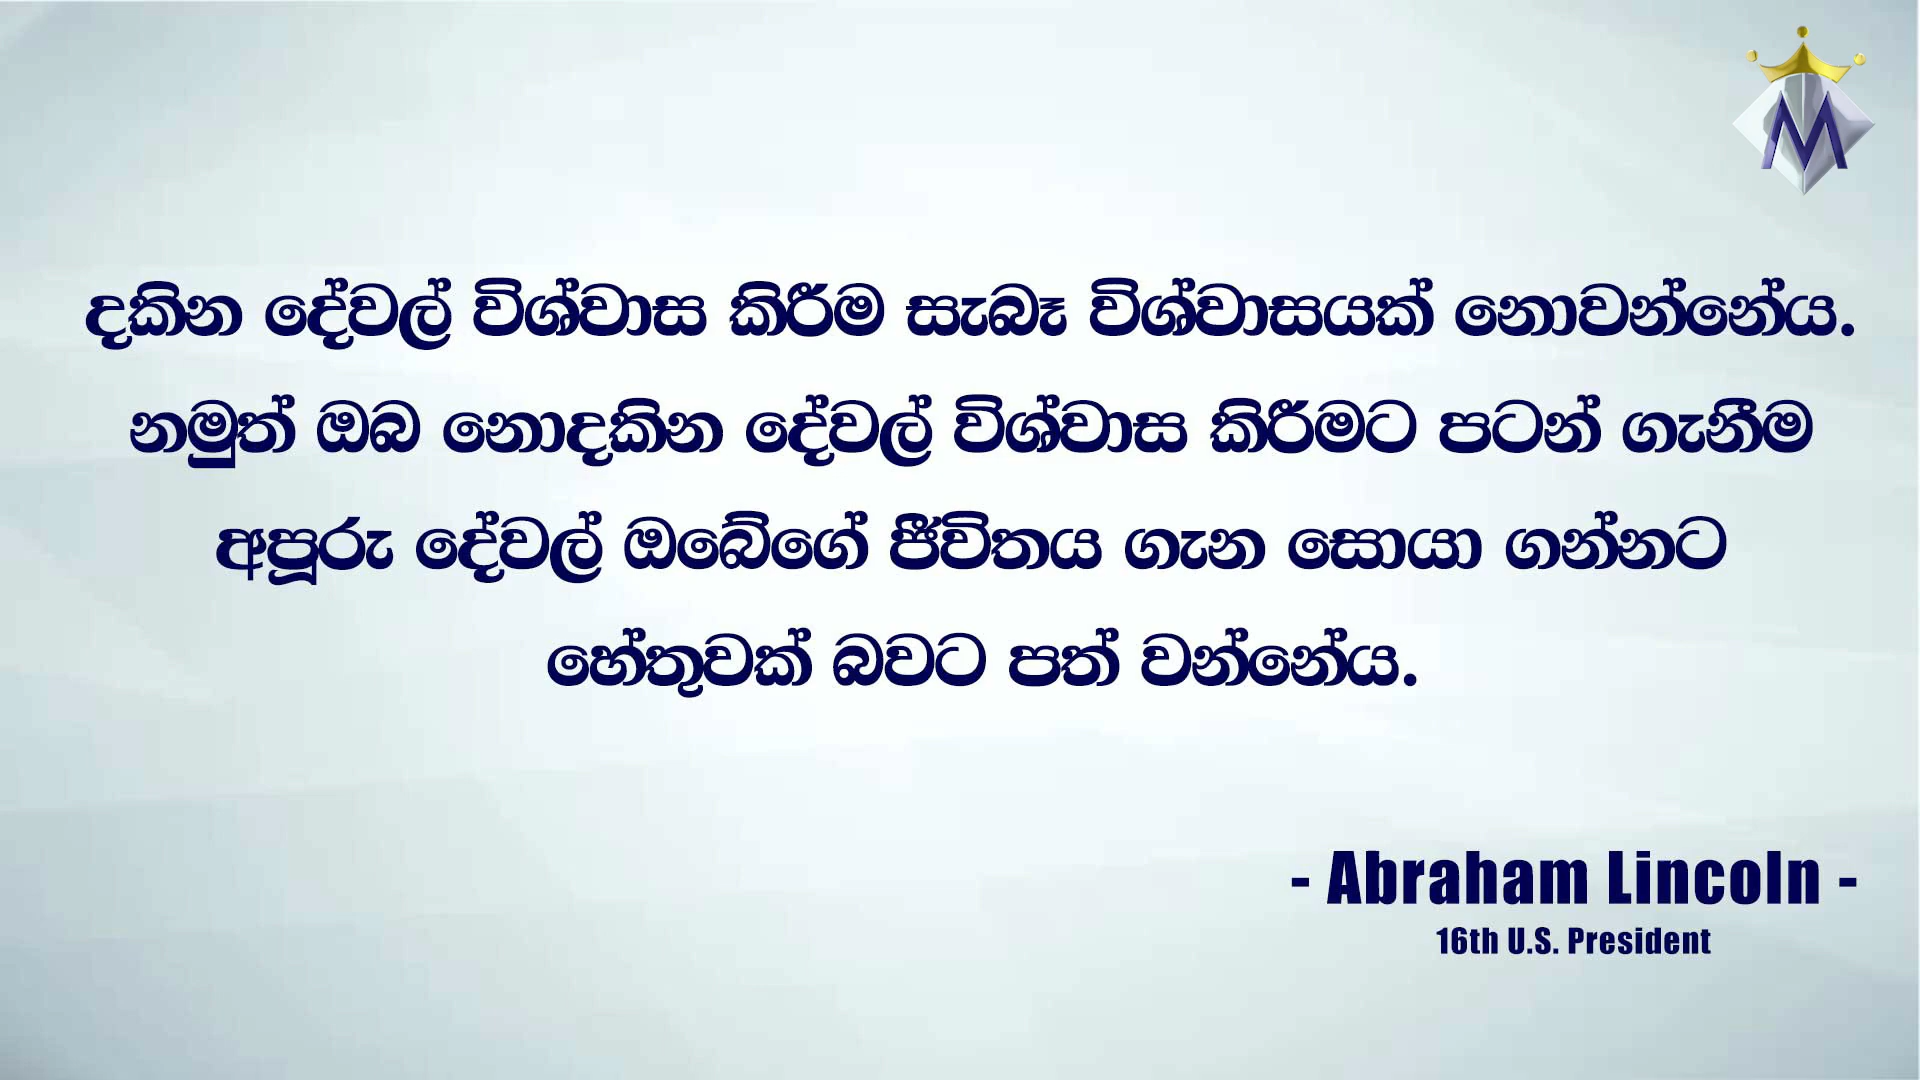 M
දකින දේවල් විශ්වාස කිරීම සැබෑ විශ්වාසයක් නොවන්නේය.
නමුත් ඔබ නොදකින දේවල් විශ්වාස කිරීමට පටන් ගැනීම
අපූරු දේවල් ඔබේගේ ජීවිතය ගැන සොයා ගන්නට
හේතුවක් බවට පත් වන්නේය.
- Abraham Lincoln -
16th U.S. President